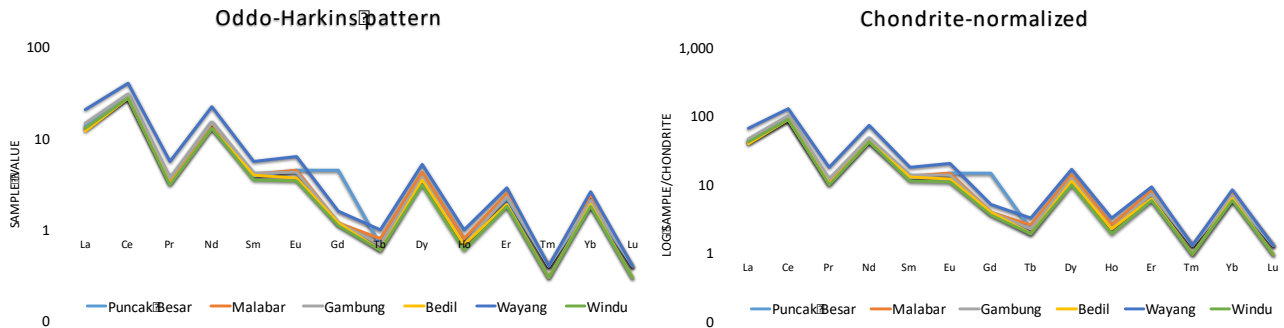 Oddo-Harkins pattern
100
10
1
0
SAMPLE VALUE
La Ce Pr Nd Sm Eu Gd Tb Dy Ho Er Tm Yb Lu
Puncak Besar Malabar Gambung Bedil Wayang Windu
Chondrite-normalized
1,000
100
10
1
0
LOG SAMPLE/CHONDRITE
La Ce Pr Nd Sm Eu Gd Tb Dy Ho Er Tm Yb Lu
Puncak Besar Malabar Gambung Bedil Wayang Windu